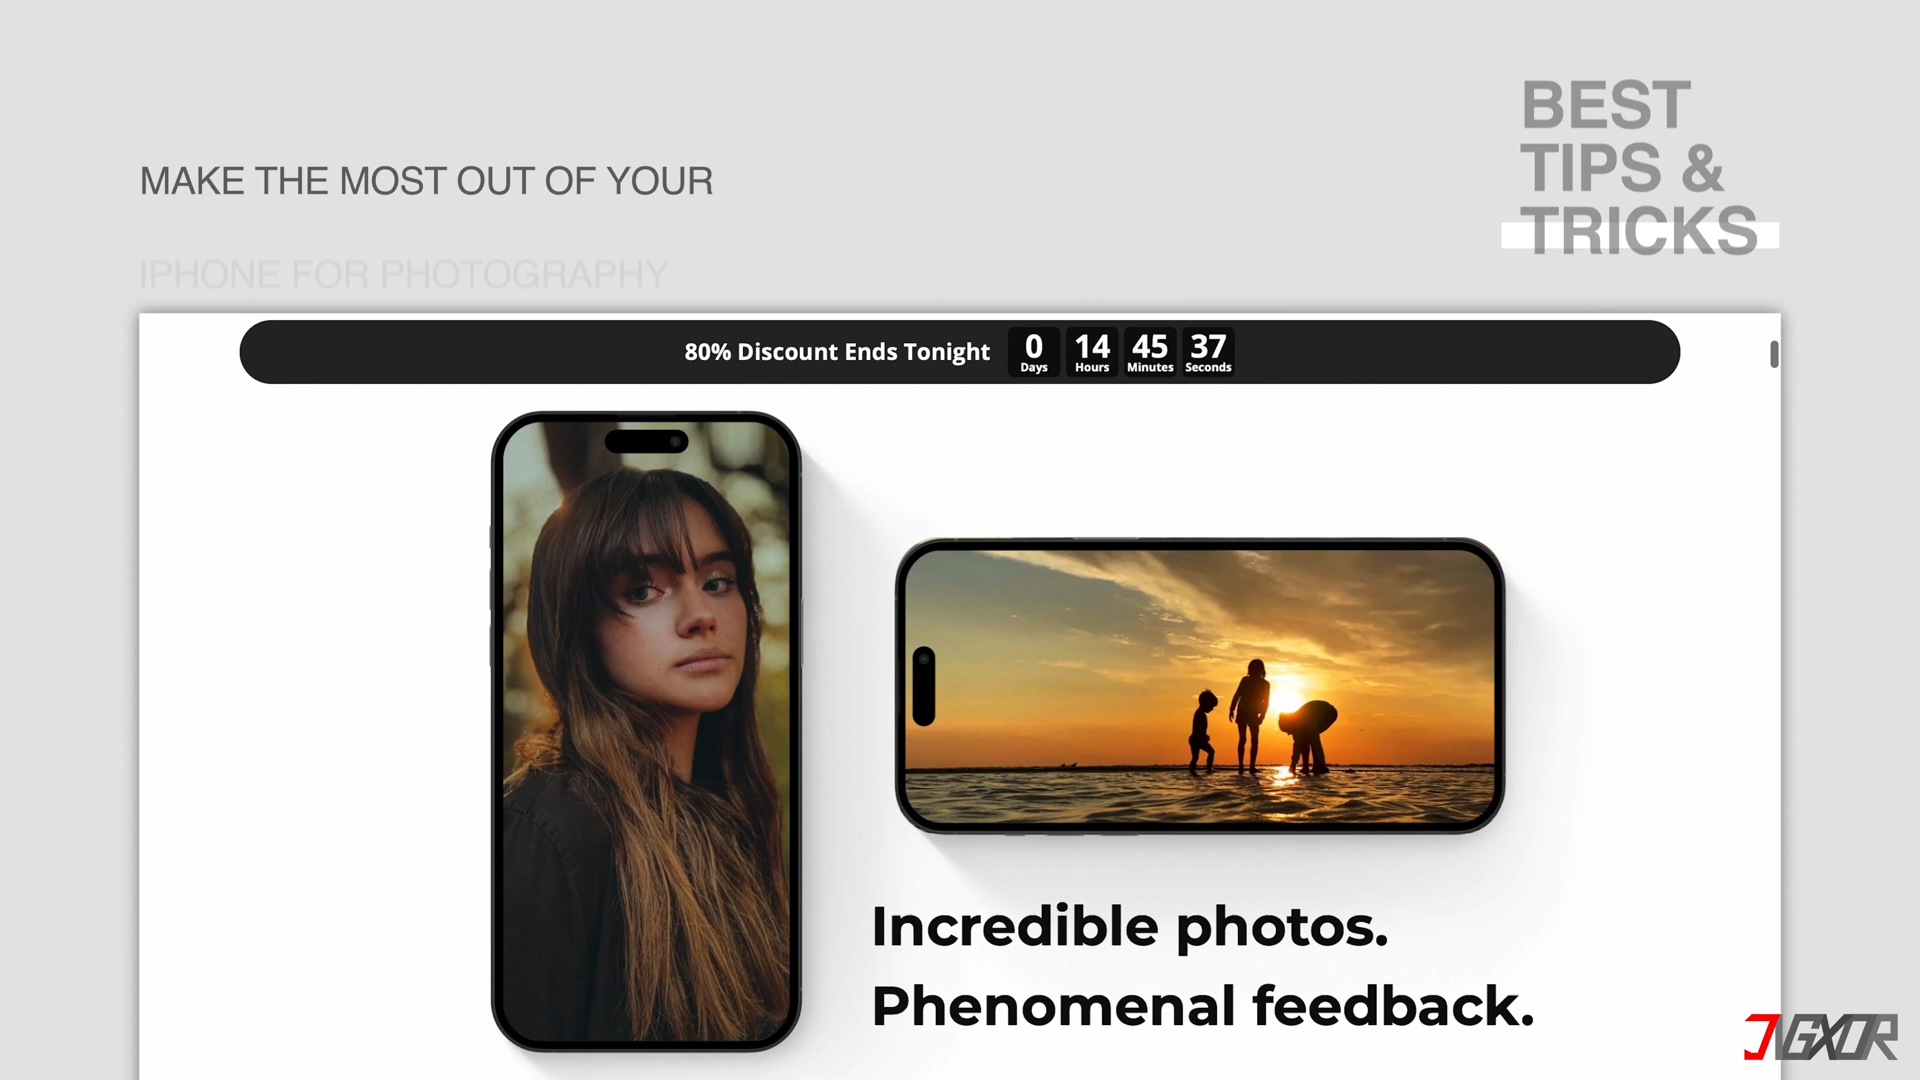 BEST
TIPS &
TRICKS
MAKE THE MOST OUT OF YOUR
IPHONE FOR PHOTOGRAPHY
80% Discount Ends Tonight
0 14 45 37
Days Hours Minutes Seconds
Incredible photos.
Phenomenal feedback.
JVGXOR